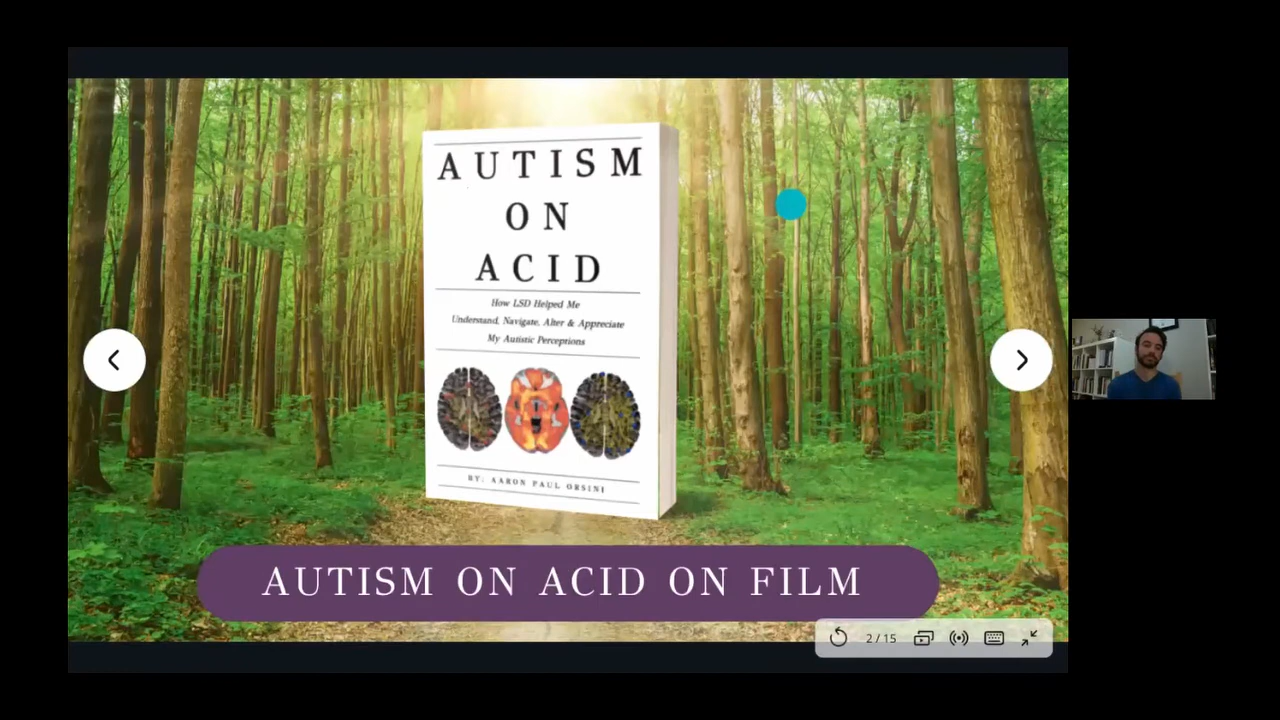 AUTISM
ON
ACID
How LSD Helped Me
Understand, Navigate, Alter & Appreciate
My Autistic Perceptions
BY: AARON PAUL ORSINI
AUTISM ON ACID ON FILM
2 / 15